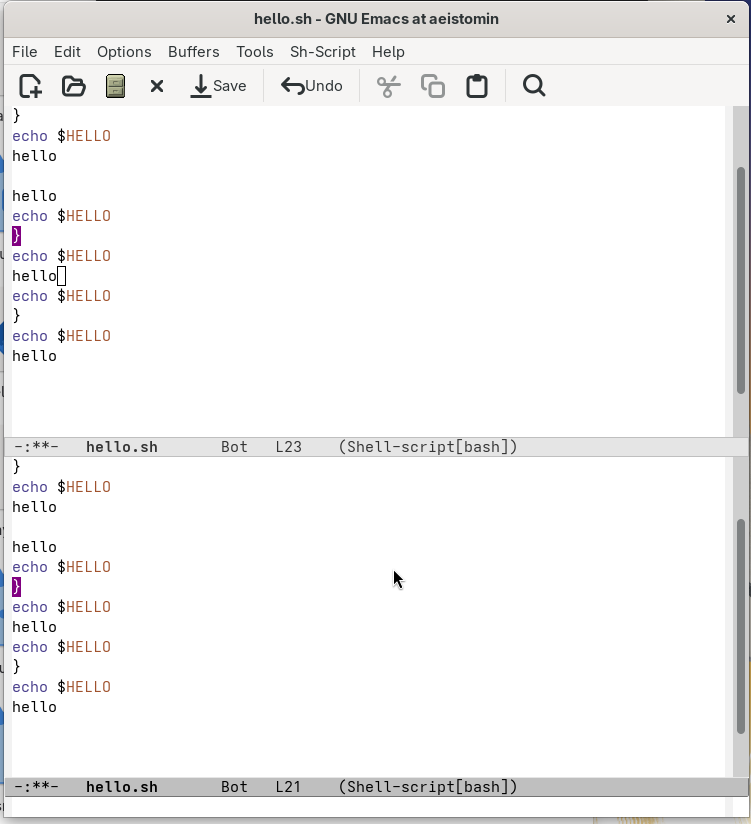 hello.sh - GNU Emacs at aeistomin
File Edit Options Buffers Tools Sh-Script Help
Save Undo
}
echo $HELLO
hello
hello
echo $HELLO
}
echo $HELLO
hello
echo $HELLO
}
echo $HELLO
hello
-:**- hello.sh Bot L23 (Shell-script[bash])
}
echo $HELLO
hello
hello
echo $HELLO
}
echo $HELLO
hello
echo $HELLO
}
echo $HELLO
hello
-:**- hello.sh Bot L21 (Shell-script[bash])